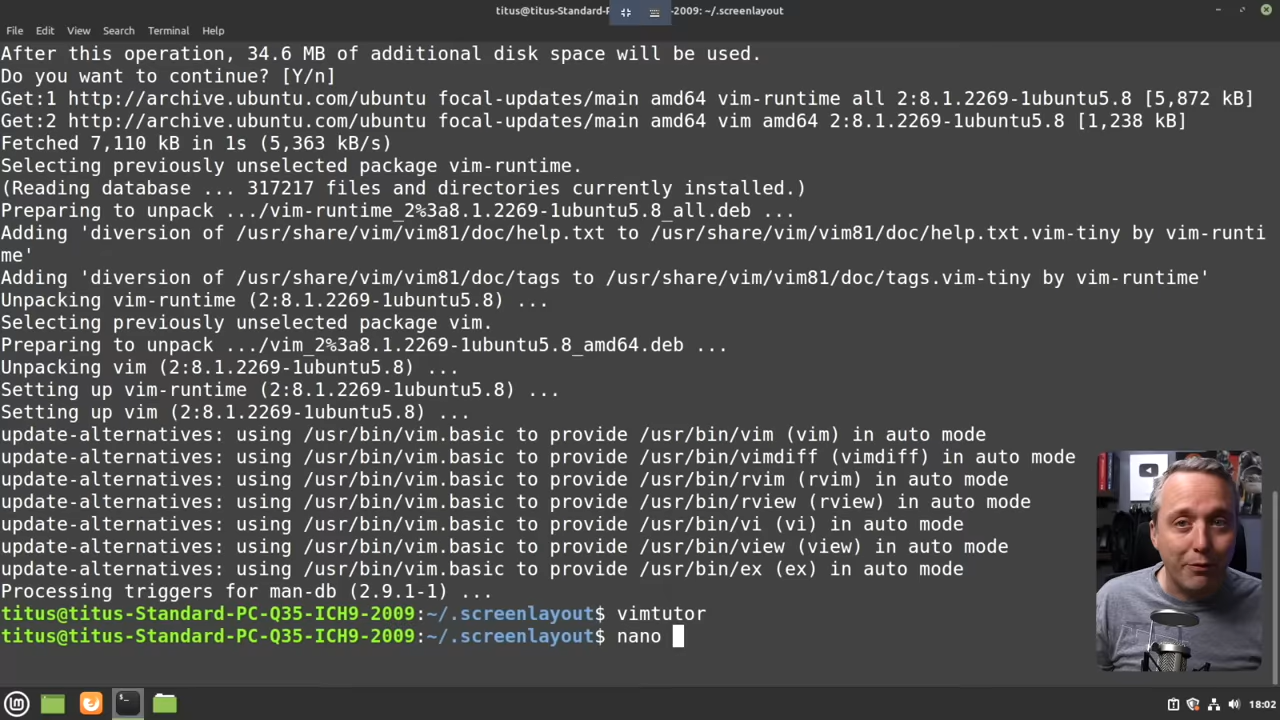 titus@titus-Standard-P -2009: ~/.screenlayout
File Edit View Search Terminal Help
After this operation, 34.6 MB of additional disk space will be used.
Do you want to continue? [Y/n]
Get:1 http://archive.ubuntu.com/ubuntu focal-updates/main amd64 vim-runtime all 2:8.1.2269-1ubuntu5.8 [5,872 kB]
Get:2 http://archive.ubuntu.com/ubuntu focal-updates/main amd64 vim amd64 2:8.1.2269-1ubuntu5.8 [1,238 kB]
Fetched 7,110 kB in 1s (5,363 kB/s)
Selecting previously unselected package vim-runtime.
(Reading database ... 317217 files and directories currently installed.)
Preparing to unpack .../vim-runtime_2%3a8.1.2269-1ubuntu5.8_all.deb ...
Adding 'diversion of /usr/share/vim/vim81/doc/help.txt to /usr/share/vim/vim81/doc/help.txt.vim-tiny by vim-runti
me'
Adding 'diversion of /usr/share/vim/vim81/doc/tags to /usr/share/vim/vim81/doc/tags.vim-tiny by vim-runtime'
Unpacking vim-runtime (2:8.1.2269-1ubuntu5.8) ...
Selecting previously unselected package vim.
Preparing to unpack .../vim_2%3a8.1.2269-1ubuntu5.8_amd64.deb ...
Unpacking vim (2:8.1.2269-1ubuntu5.8) ...
Setting up vim-runtime (2:8.1.2269-1ubuntu5.8) ...
Setting up vim (2:8.1.2269-1ubuntu5.8) ...
update-alternatives: using /usr/bin/vim.basic to provide /usr/bin/vim (vim) in auto mode
update-alternatives: using /usr/bin/vim.basic to provide /usr/bin/vimdiff (vimdiff) in auto mode
update-alternatives: using /usr/bin/vim.basic to provide /usr/bin/rvim (rvim) in auto mode
update-alternatives: using /usr/bin/vim.basic to provide /usr/bin/rview (rview) in auto mode
update-alternatives: using /usr/bin/vim.basic to provide /usr/bin/vi (vi) in auto mode
update-alternatives: using /usr/bin/vim.basic to provide /usr/bin/view (view) in auto mode
update-alternatives: using /usr/bin/vim.basic to provide /usr/bin/ex (ex) in auto mode
Processing triggers for man-db (2.9.1-1) ...
titus@titus-Standard-PC-Q35-ICH9-2009:~/.screenlayout$ vimtutor
titus@titus-Standard-PC-Q35-ICH9-2009:~/.screenlayout$ nano
18:02